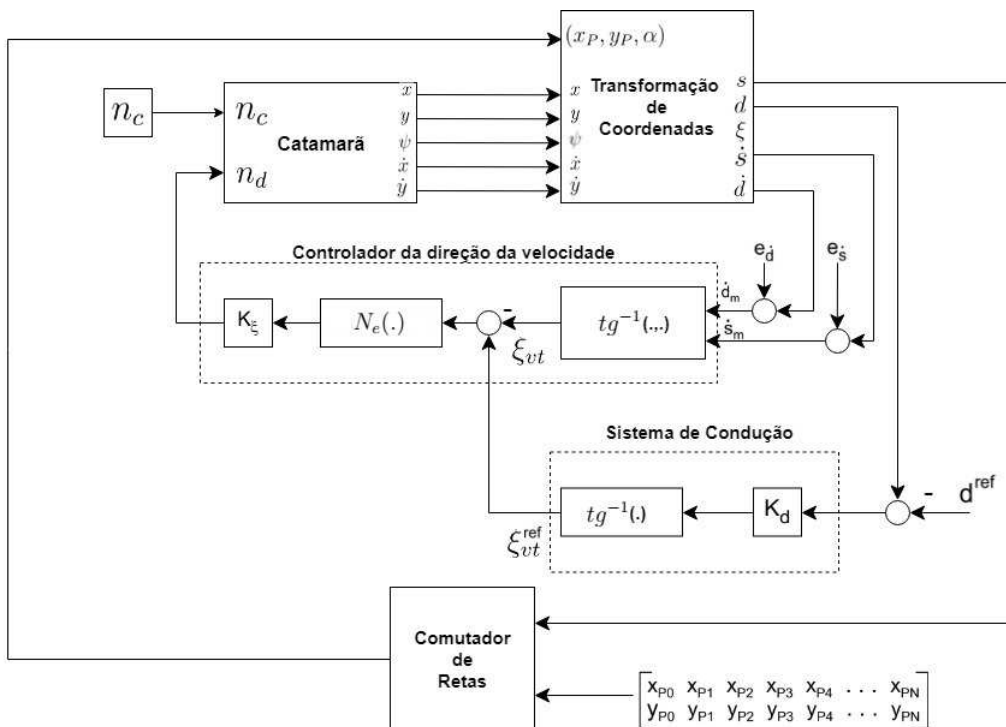 (x_P, y_P, α)
n_c
n_c
n_d
Catamarã
x
y
ψ
ẋ
ẏ
x
y
ψ
ẋ
ẏ
Transformação
de
Coordenadas
s
d
ξ
ṡ
ḋ
Controlador da direção da velocidade
e_ḋ
e_ṡ
K_ξ
N_e(.)
-
ξ_vt
tg⁻¹(.,.)
ḋ_m
ṡ_m
Sistema de Condução
ξ_vt^ref
tg⁻¹(.)
K_d
-
d^ref
Comutador
de
Retas
x_P0 x_P1 x_P2 x_P3 x_P4 . . . x_PN
y_P0 y_P1 y_P2 y_P3 y_P4 . . . y_PN